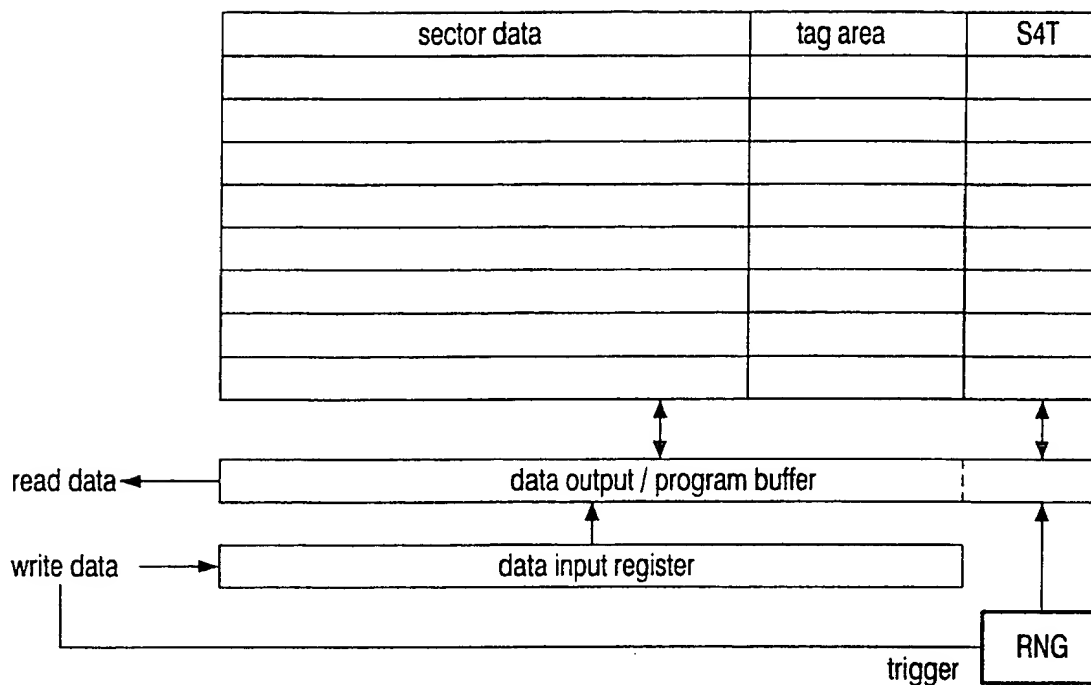 sector data tag area S4T
read data data output / program buffer
write data data input register
RNG
trigger